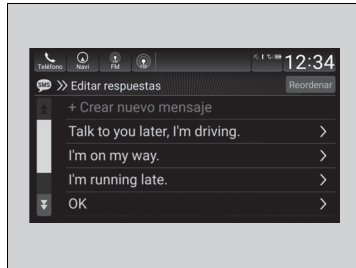 Teléfono Navi FM
12:34
SMS Editar respuestas Reordenar
+ Crear nuevo mensaje
Talk to you later, I'm driving.
I'm on my way.
I'm running late.
OK